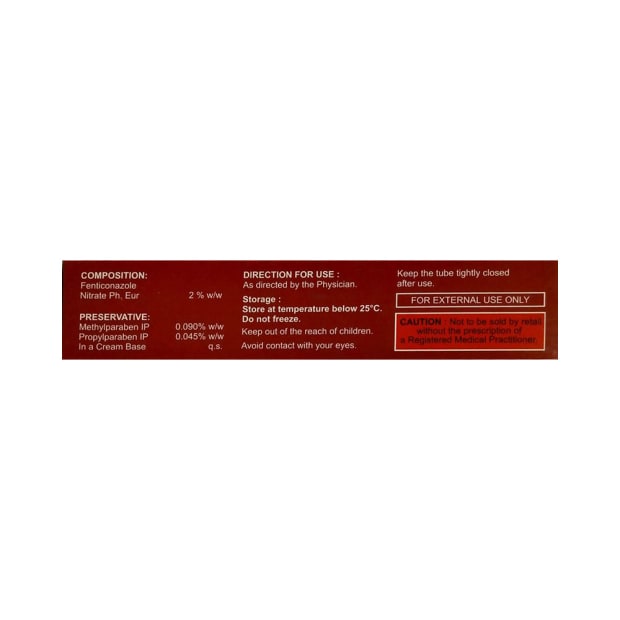 COMPOSITION:
Fenticonazole
Nitrate Ph. Eur 2 % w/w
PRESERVATIVE:
Methylparaben IP 0.090% w/w
Propylparaben IP 0.045% w/w
In a Cream Base q.s.
DIRECTION FOR USE :
As directed by the Physician.
Storage :
Store at temperature below 25°C.
Do not freeze.
Keep out of the reach of children.
Avoid contact with your eyes.
Keep the tube tightly closed
after use.
FOR EXTERNAL USE ONLY
CAUTION : Not to be sold by retail
without the prescription of
a Registered Medical Practitioner.